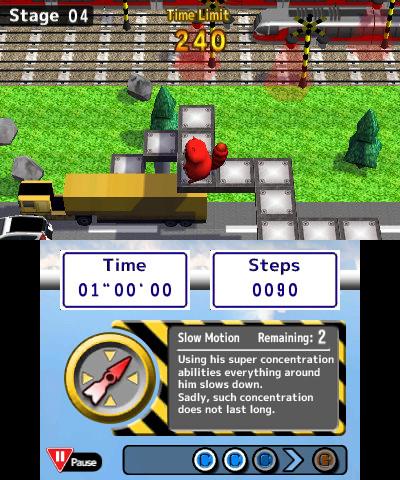 Stage 04
Time Limit
240
Time
Steps
01"00'00
0090
Slow Motion Remaining: 2
Using his super concentration
abilities everything around
him slows down.
Sadly, such concentration
does not last long.
Pause